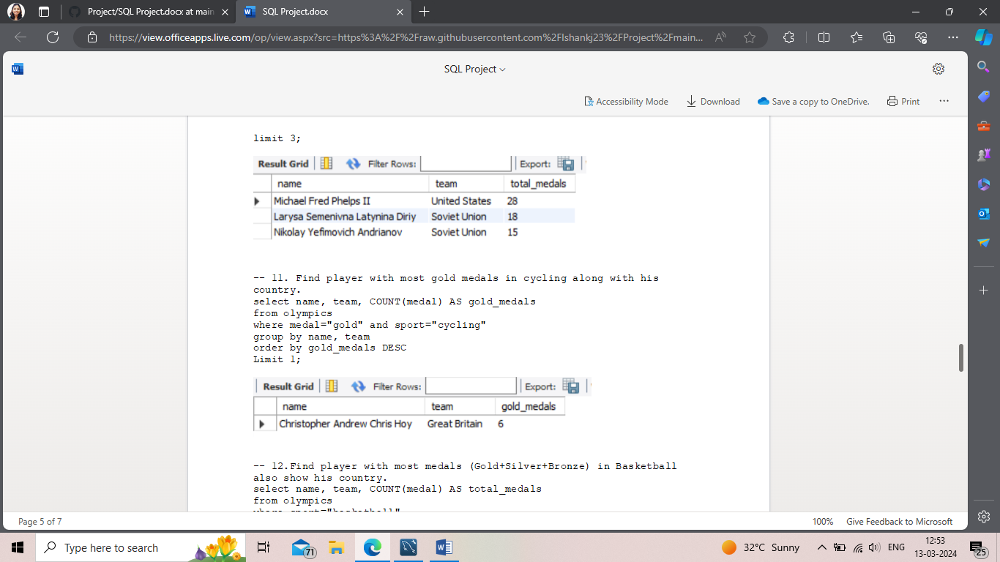 Project/SQL Project.docx at main
SQL Project.docx
https://view.officeapps.live.com/op/view.aspx?src=https%3A%2F%2Fraw.githubusercontent.com%2FIshankj23%2FProject%2Fmain...
SQL Project
Accessibility Mode
Download
Save a copy to OneDrive.
Print
limit 3;
Result Grid Filter Rows: Export:
name team total_medals
Michael Fred Phelps II United States 28
Larysa Semenivna Latynina Diriy Soviet Union 18
Nikolay Yefimovich Andrianov Soviet Union 15
-- 11. Find player with most gold medals in cycling along with his
country.
select name, team, COUNT(medal) AS gold_medals
from olympics
where medal="gold" and sport="cycling"
group by name, team
order by gold_medals DESC
Limit 1;
Result Grid Filter Rows: Export:
name team gold_medals
Christopher Andrew Chris Hoy Great Britain 6
-- 12.Find player with most medals (Gold+Silver+Bronze) in Basketball
also show his country.
select name, team, COUNT(medal) AS total_medals
from olympics
where sport="basketball"
Page 5 of 7
100% Give Feedback to Microsoft
Type here to search
71
32°C Sunny
ENG
12:53
13-03-2024
25